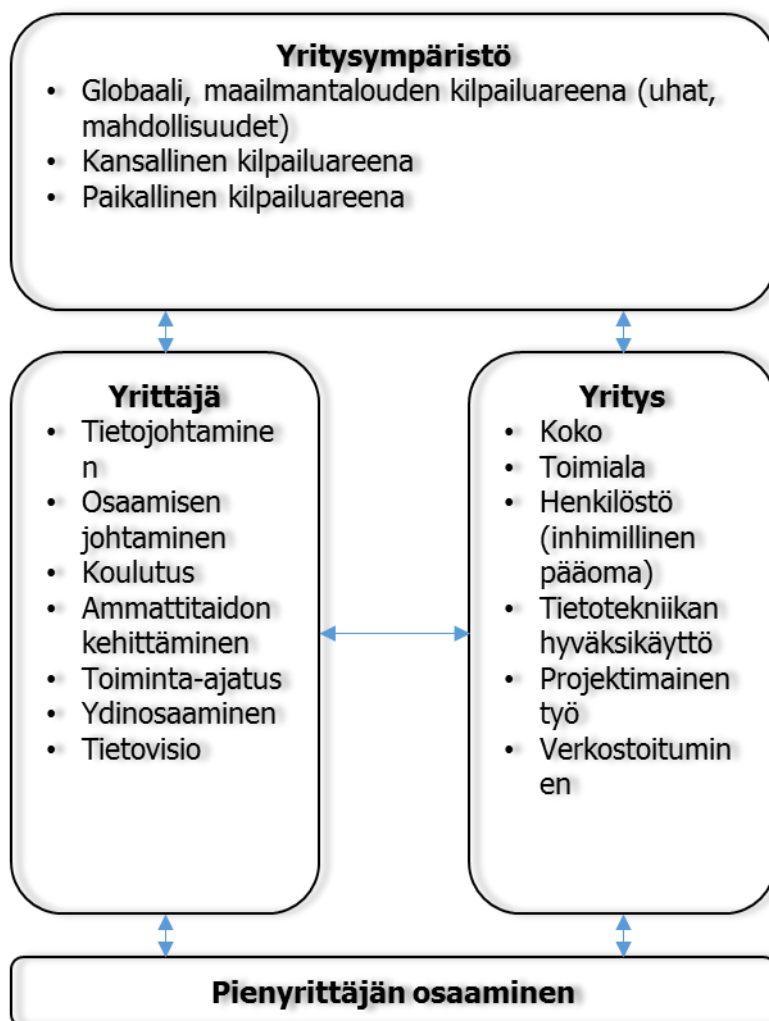 Yritysympäristö
• Globaali, maailmantalouden kilpailuareena (uhat,
mahdollisuudet)
• Kansallinen kilpailuareena
• Paikallinen kilpailuareena
Yrittäjä
• Tietojohtamine
n
• Osaamisen
johtaminen
• Koulutus
• Ammattitaidon
kehittäminen
• Toiminta-ajatus
• Ydinosaaminen
• Tietovisio
Yritys
• Koko
• Toimiala
• Henkilöstö
(inhimillinen
pääoma)
• Tietotekniikan
hyväksikäyttö
• Projektimainen
työ
• Verkostoitumin
en
Pienyrittäjän osaaminen